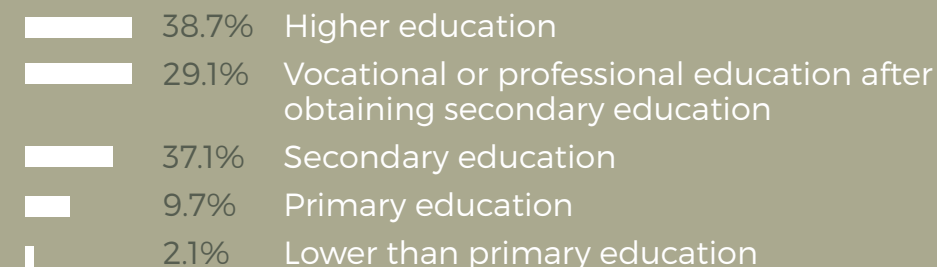 38.7% Higher education
29.1% Vocational or professional education after
obtaining secondary education
37.1% Secondary education
9.7% Primary education
2.1% Lower than primary education